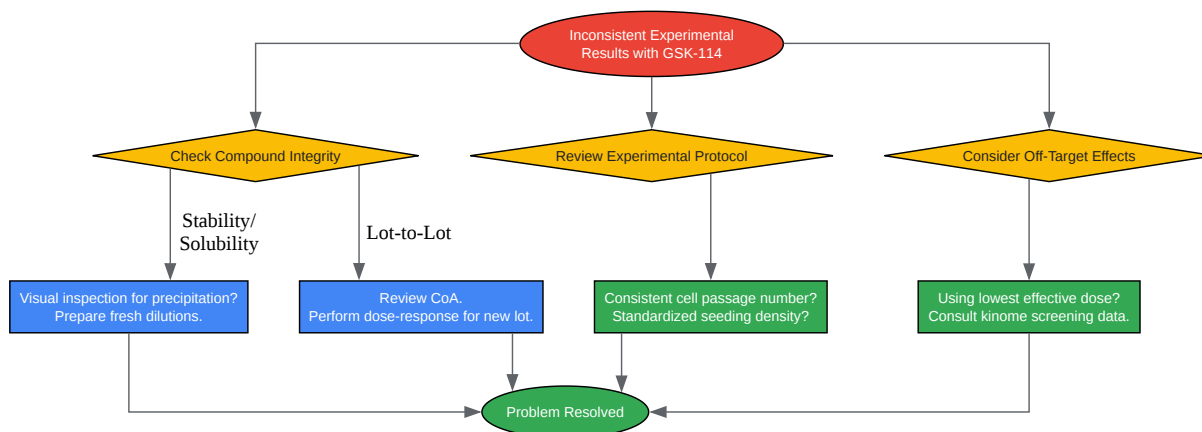 Inconsistent Experimental
Results with GSK-114
Check Compound Integrity
Review Experimental Protocol
Consider Off-Target Effects
Stability/
Solubility
Lot-to-Lot
Visual inspection for precipitation?
Prepare fresh dilutions.
Review CoA.
Perform dose-response for new lot.
Consistent cell passage number?
Standardized seeding density?
Using lowest effective dose?
Consult kinome screening data.
Problem Resolved